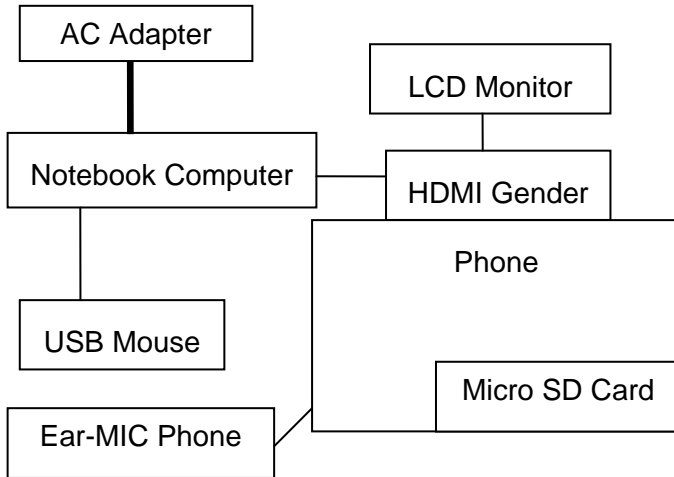 AC Adapter
LCD Monitor
Notebook Computer
HDMI Gender
Phone
USB Mouse
Micro SD Card
Ear-MIC Phone